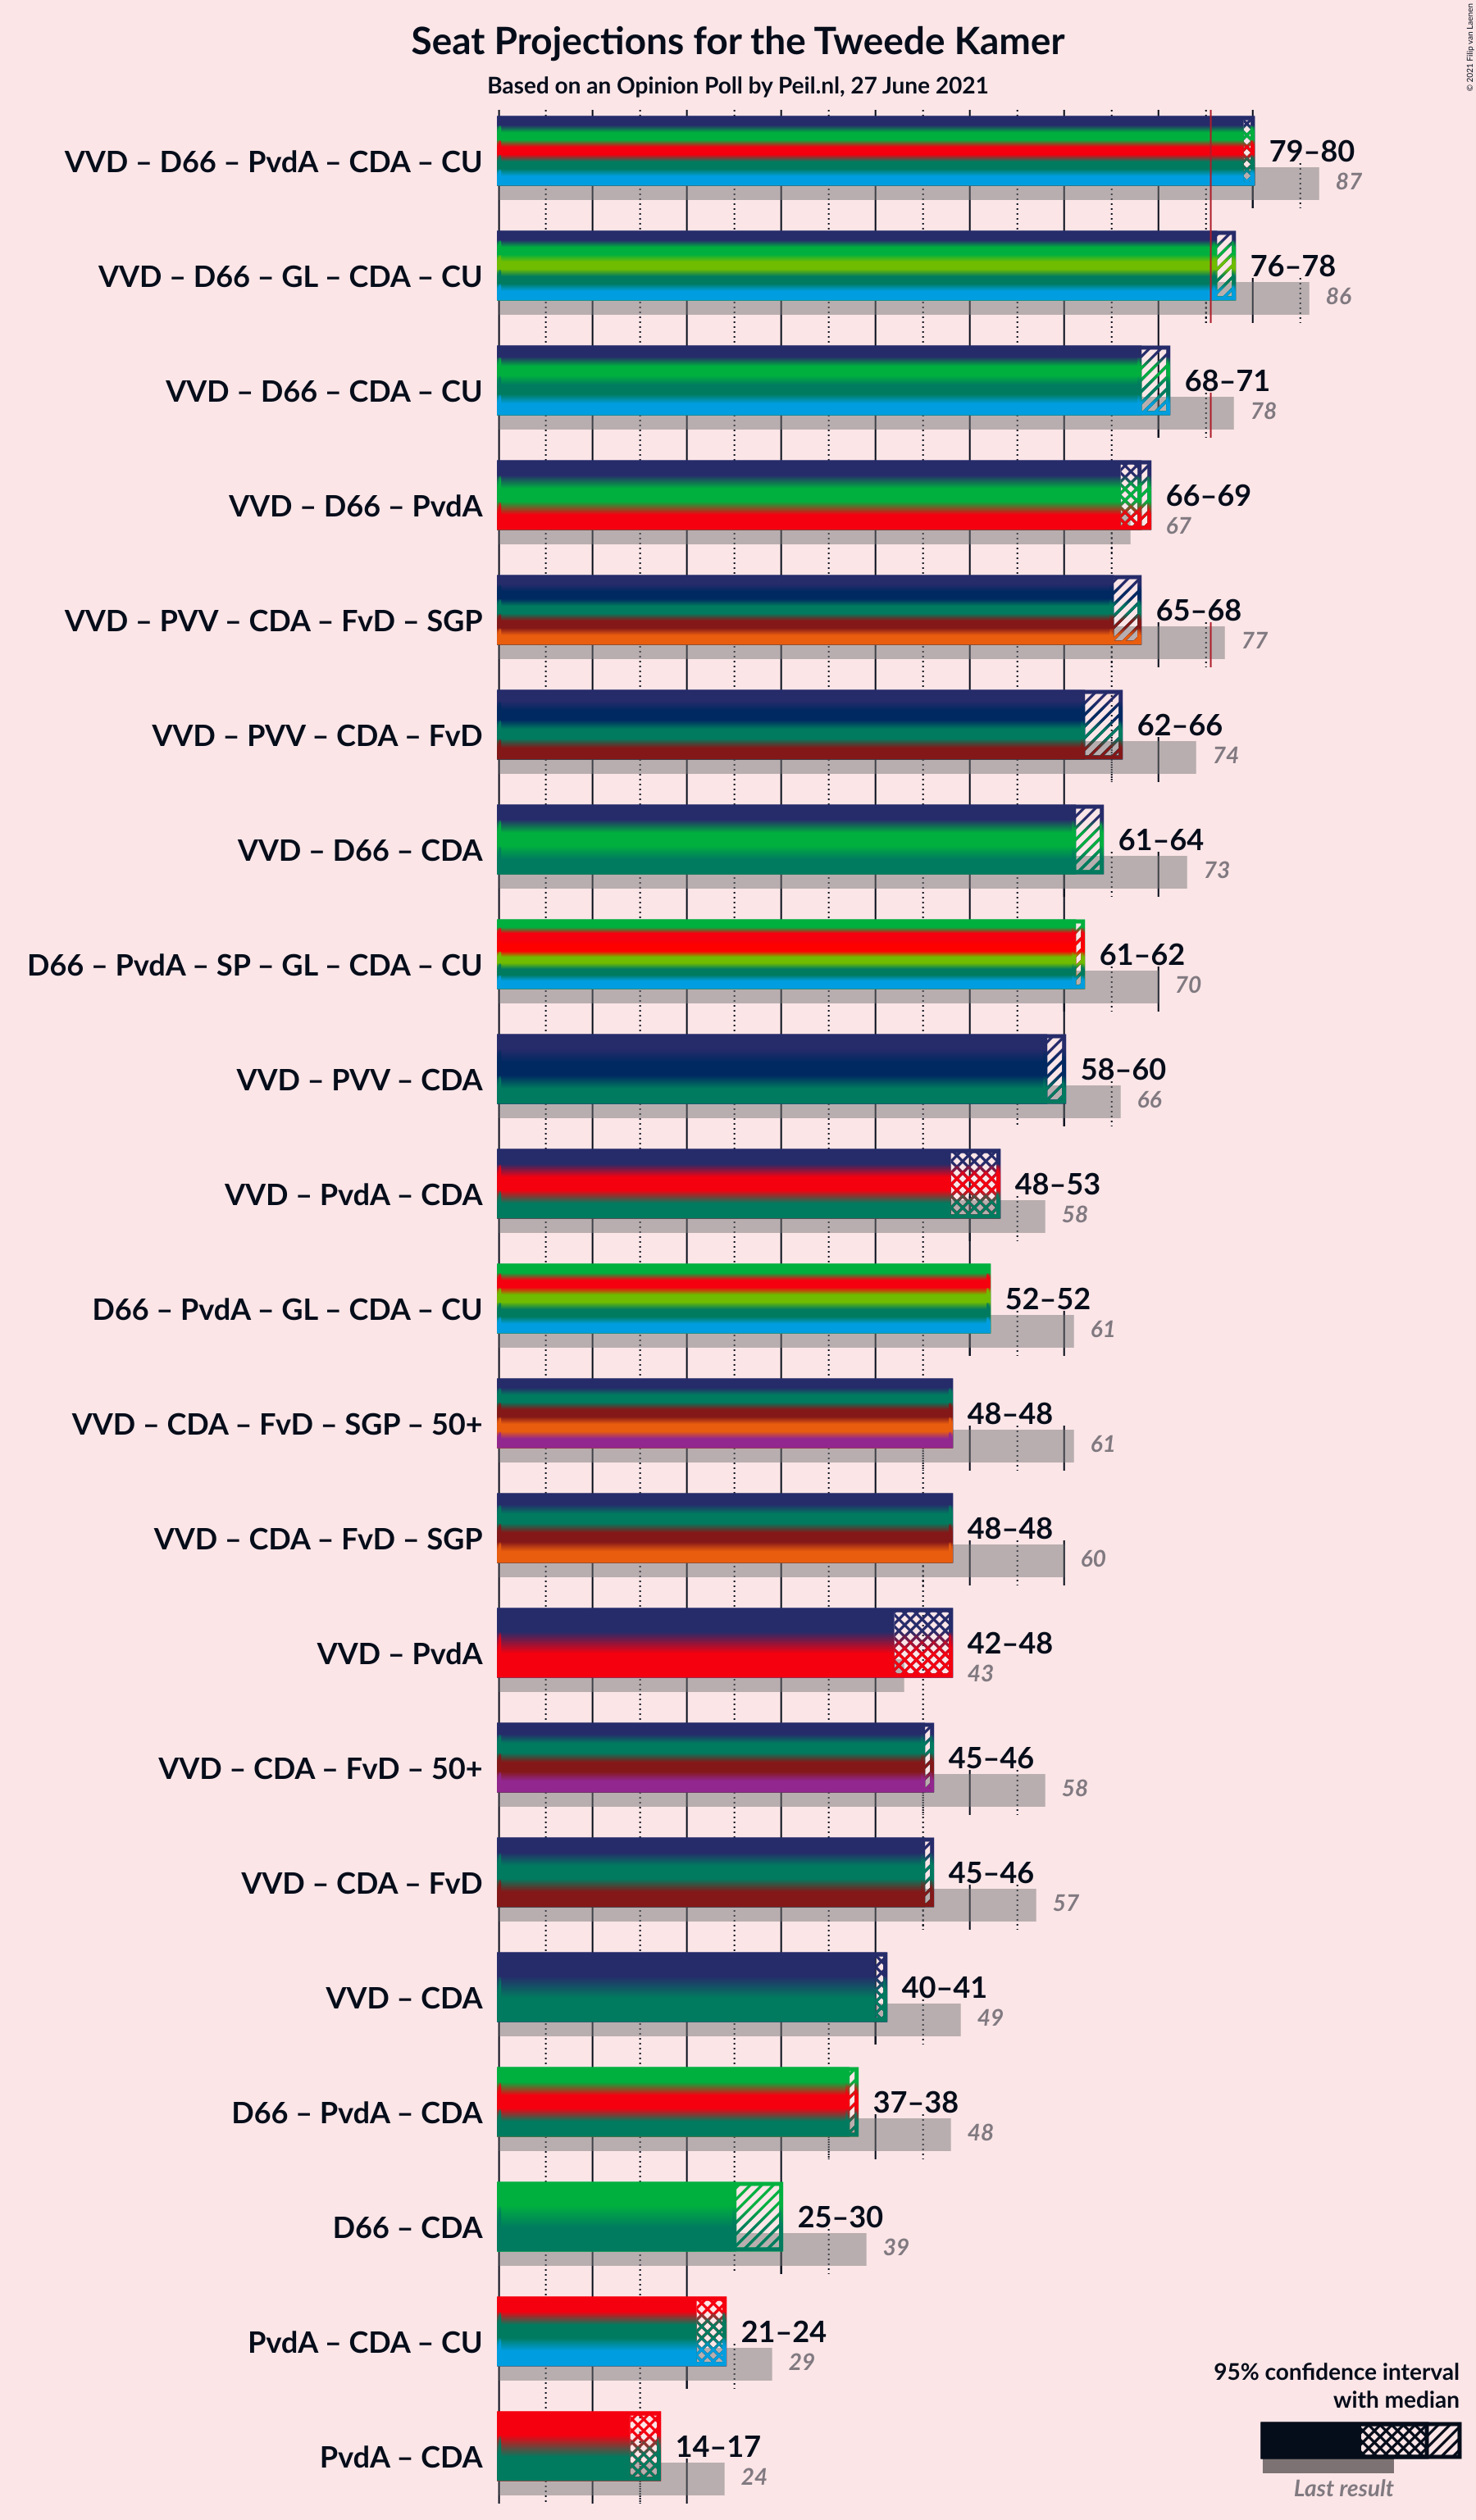 Seat Projections for the Tweede Kamer
Based on an Opinion Poll by Peil.nl, 27 June 2021
© 2021 Filip van Laenen
VVD – D66 – PvdA – CDA – CU
79–80
87
VVD – D66 – GL – CDA – CU
76–78
86
VVD – D66 – CDA – CU
68–71
78
VVD – D66 – PvdA
66–69
67
VVD – PVV – CDA – FvD – SGP
65–68
77
VVD – PVV – CDA – FvD
62–66
74
VVD – D66 – CDA
61–64
73
D66 – PvdA – SP – GL – CDA – CU
61–62
70
VVD – PVV – CDA
58–60
66
VVD – PvdA – CDA
48–53
58
D66 – PvdA – GL – CDA – CU
52–52
61
VVD – CDA – FvD – SGP – 50+
48–48
61
VVD – CDA – FvD – SGP
48–48
60
VVD – PvdA
42–48
43
VVD – CDA – FvD – 50+
45–46
58
VVD – CDA – FvD
45–46
57
VVD – CDA
40–41
49
D66 – PvdA – CDA
37–38
48
D66 – CDA
25–30
39
PvdA – CDA – CU
21–24
29
PvdA – CDA
14–17
24
95% confidence interval
with median
Last result